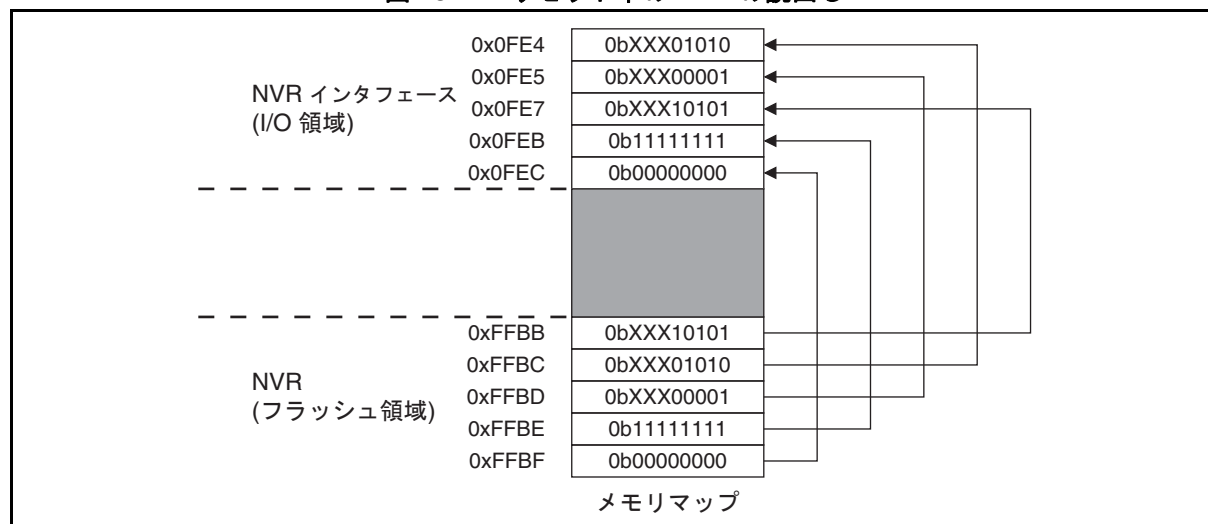 0x0FE4 0bXXX01010
0x0FE5 0bXXX00001
NVR インタフェース
(I/O 領域)
0x0FE7 0bXXX10101
0x0FEB 0b11111111
0x0FEC 0b00000000
0xFFBB 0bXXX10101
0xFFBC 0bXXX01010
NVR
(フラッシュ領域)
0xFFBD 0bXXX00001
0xFFBE 0b11111111
0xFFBF 0b00000000
メモリマップ